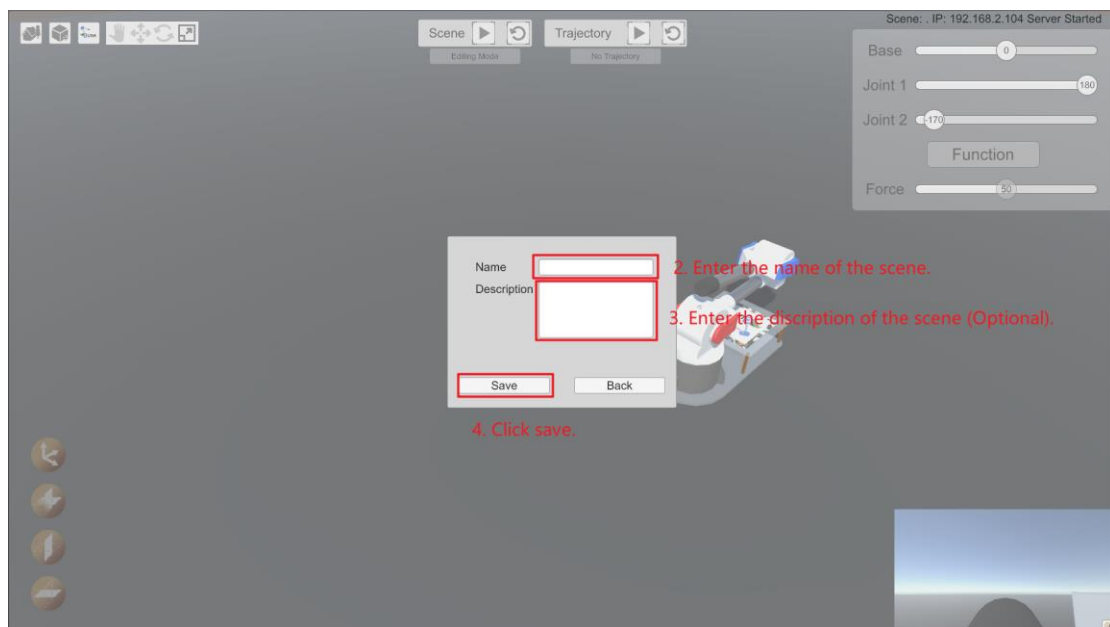 Scene: . IP: 192.168.2.104 Server Started
Scene
Trajectory
Editing Mode
No Trajectory
Base 0
Joint 1 180
Joint 2 -170
Function
Force 50
Name
2. Enter the name of the scene.
Description
3. Enter the discription of the scene (Optional).
Save
Back
4. Click save.